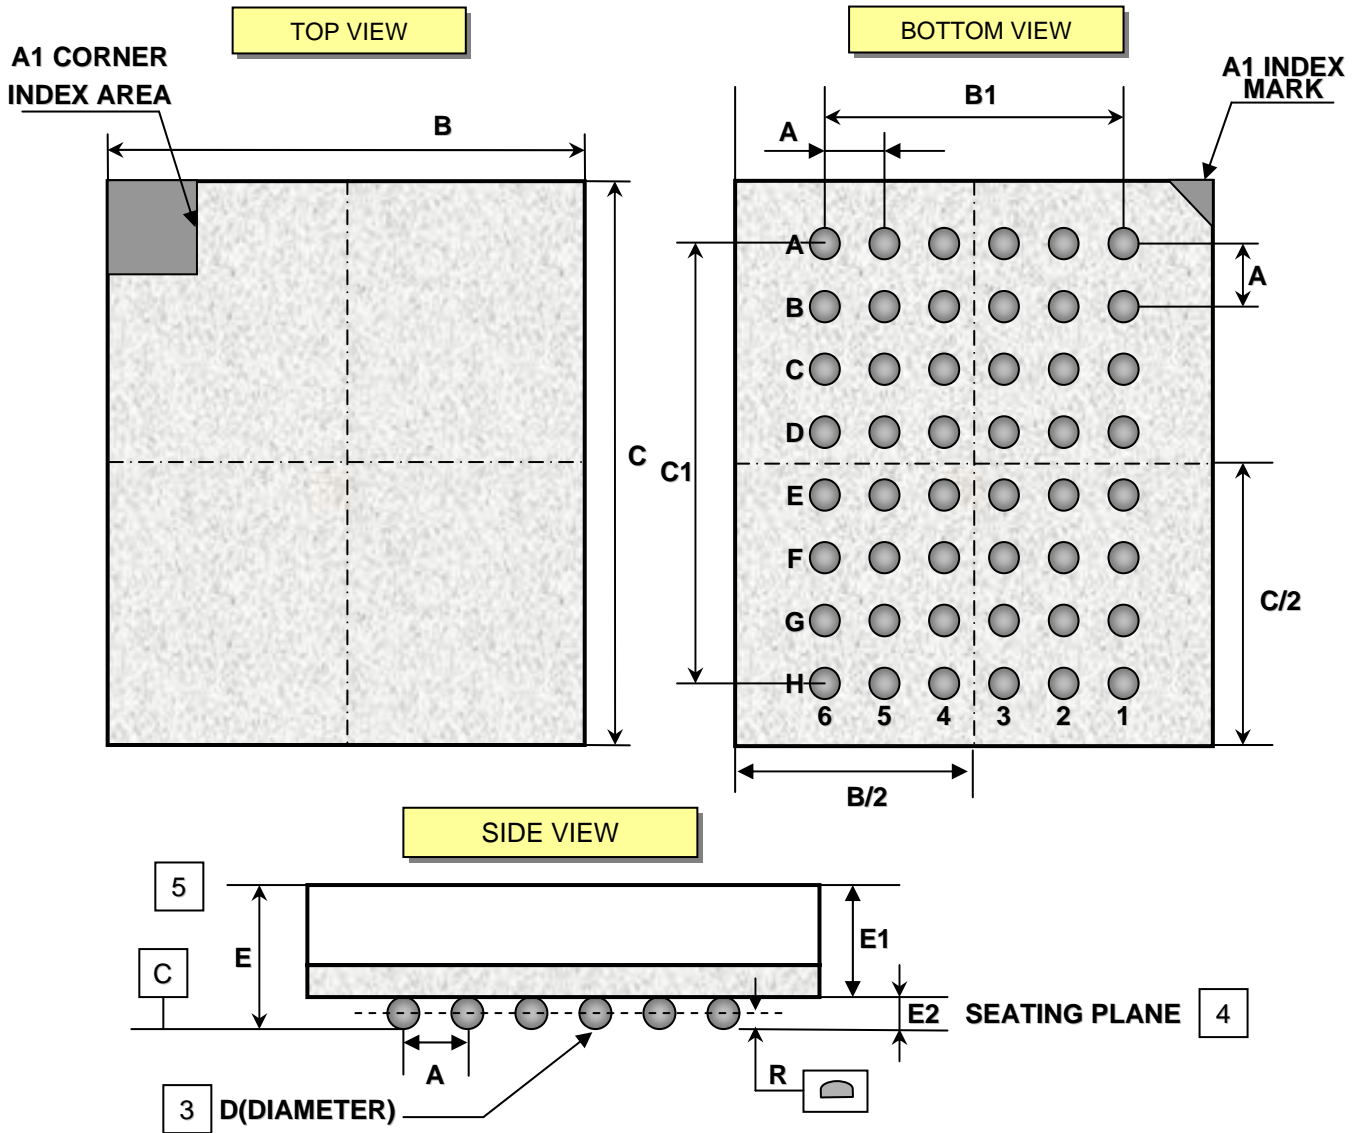 TOP VIEW
BOTTOM VIEW
A1 CORNER
INDEX AREA
A1 INDEX
MARK
B
B1
A
A
B
C
D
E
F
G
H
A
C
C1
C/2
6 5 4 3 2 1
B/2
SIDE VIEW
5
E
E1
C
E2 SEATING PLANE 4
A
R
3 D(DIAMETER)